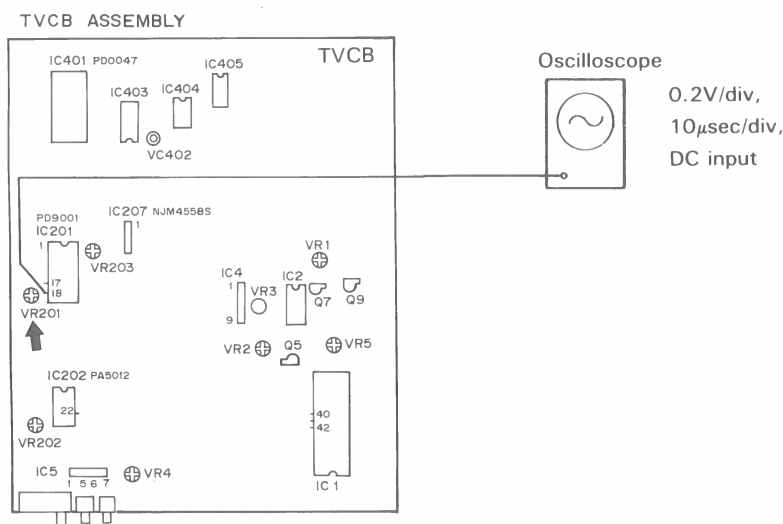 TVCB ASSEMBLY
TVCB
IC401 PD0047
IC403
IC404
IC405
VC402
Oscilloscope
0.2V/div,
10μsec/div,
DC input
PD9001
IC201
1
VR203
IC207 NJM4558S
1
17
18
VR201
VR1
IC4
1
9
VR3
IC2
Q7
Q9
VR2
Q5
VR5
IC202 PA5012
22
VR202
40
42
IC1
IC5
1 5 6 7
VR4